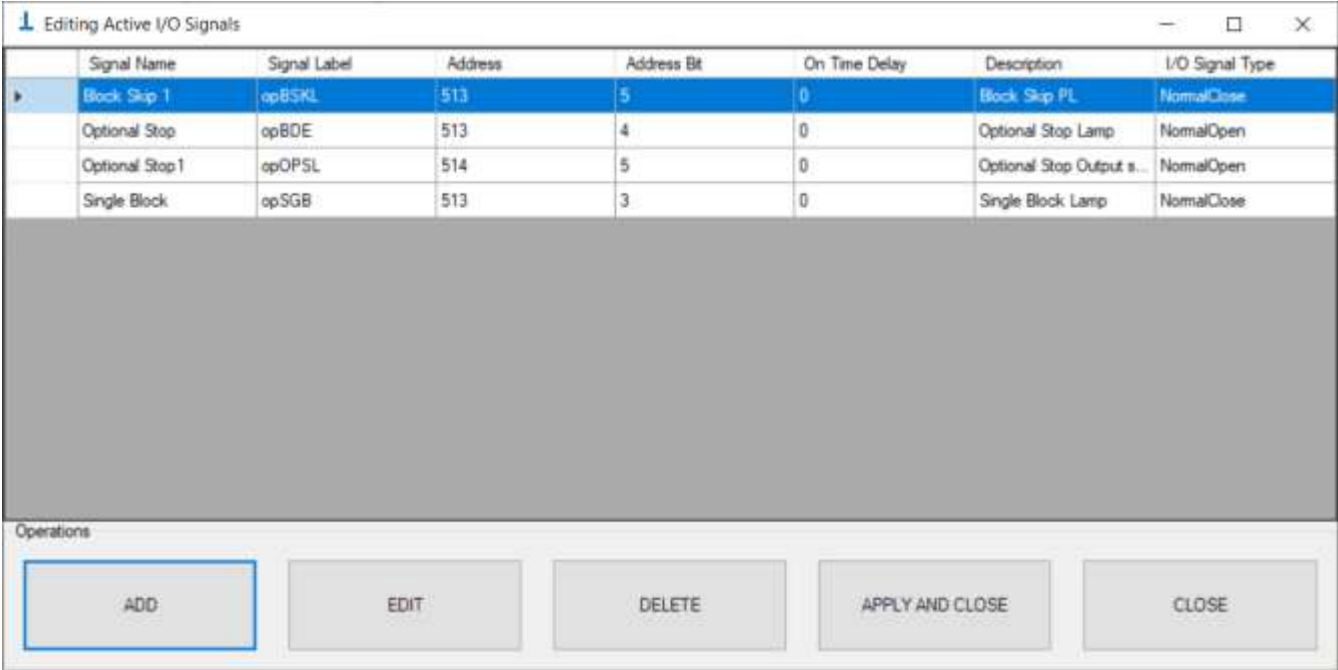 Editing Active I/O Signals
Signal Name Signal Label Address Address Bit On Time Delay Description I/O Signal Type
Block Skip 1 opBSKL 513 5 0 Block Skip PL NormalClose
Optional Stop opBDE 513 4 0 Optional Stop Lamp NormalOpen
Optional Stop1 opOPSL 514 5 0 Optional Stop Output s... NormalOpen
Single Block opSGB 513 3 0 Single Block Lamp NormalClose
Operations
ADD EDIT DELETE APPLY AND CLOSE CLOSE